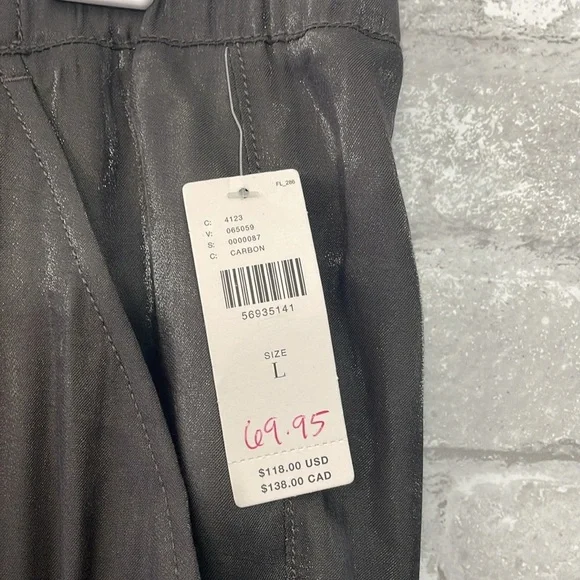 FL_286
C: 4123
V: 065059
S: 0000087
C: CARBON
56935141
SIZE
L
69.95
$118.00 USD
$138.00 CAD